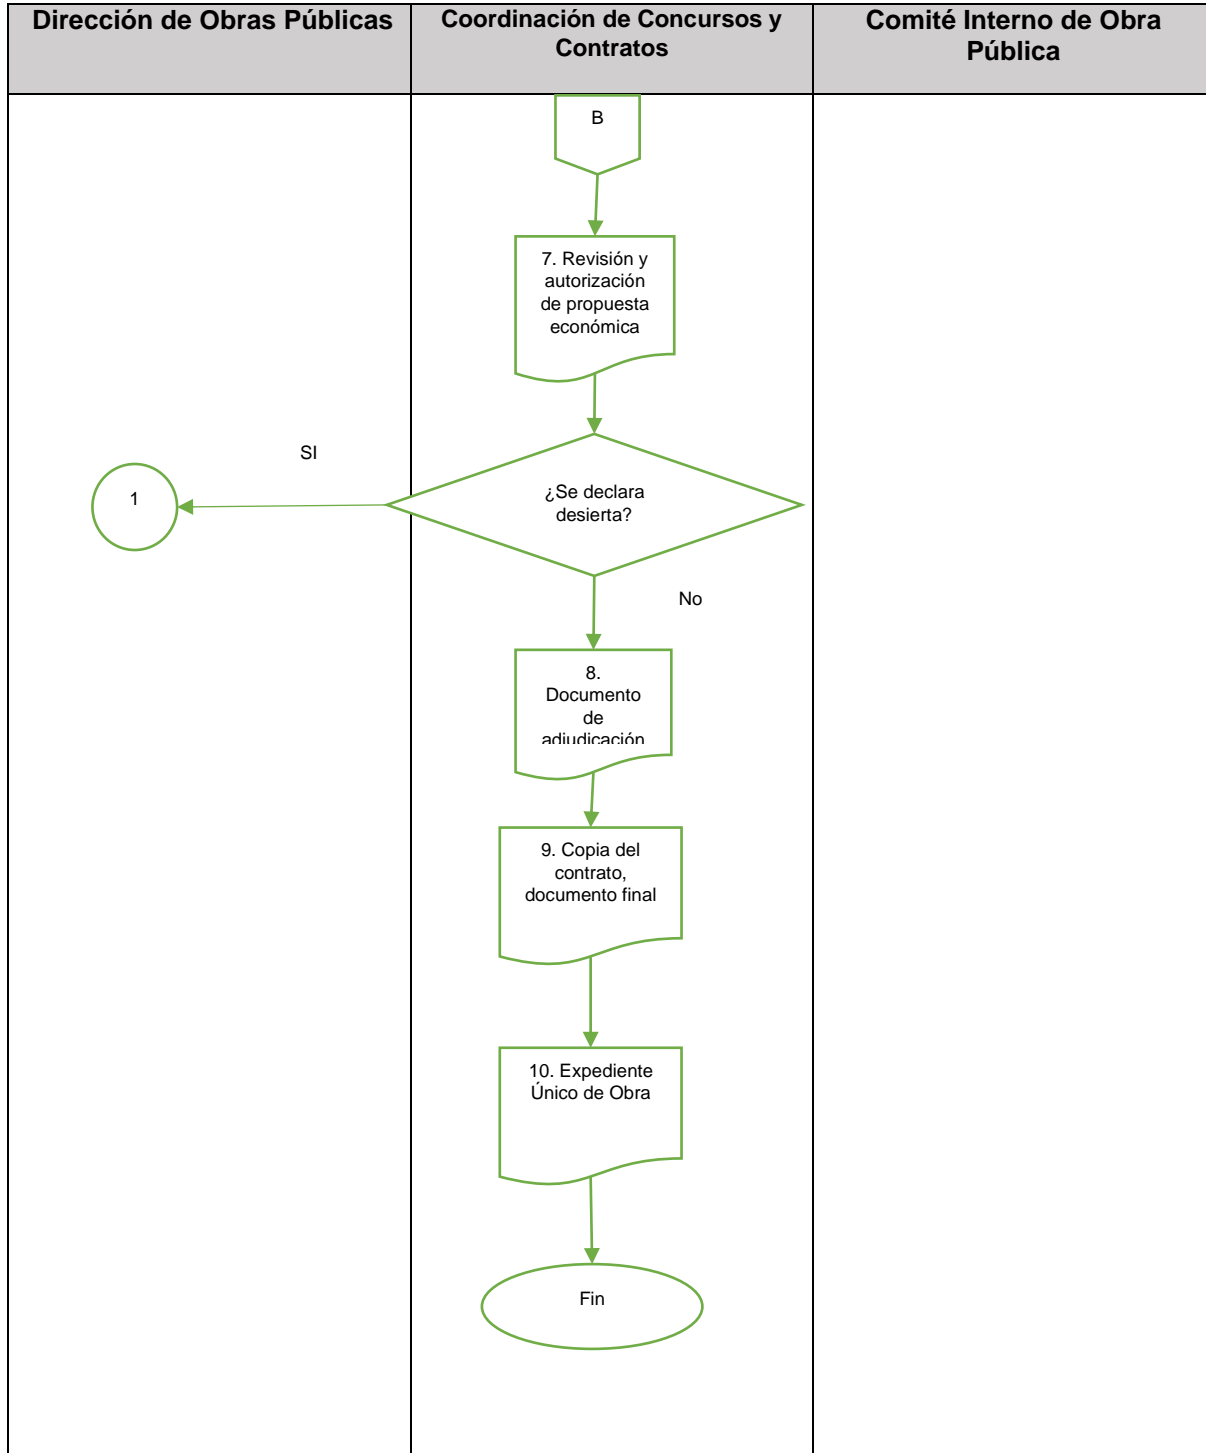 Dirección de Obras Públicas
Coordinación de Concursos y
Contratos
Comité Interno de Obra
Pública
B
7. Revisión y
autorización
de propuesta
económica
SI
1
¿Se declara
desierta?
No
8.
Documento
de
adjudicación
9. Copia del
contrato,
documento final
10. Expediente
Único de Obra
Fin